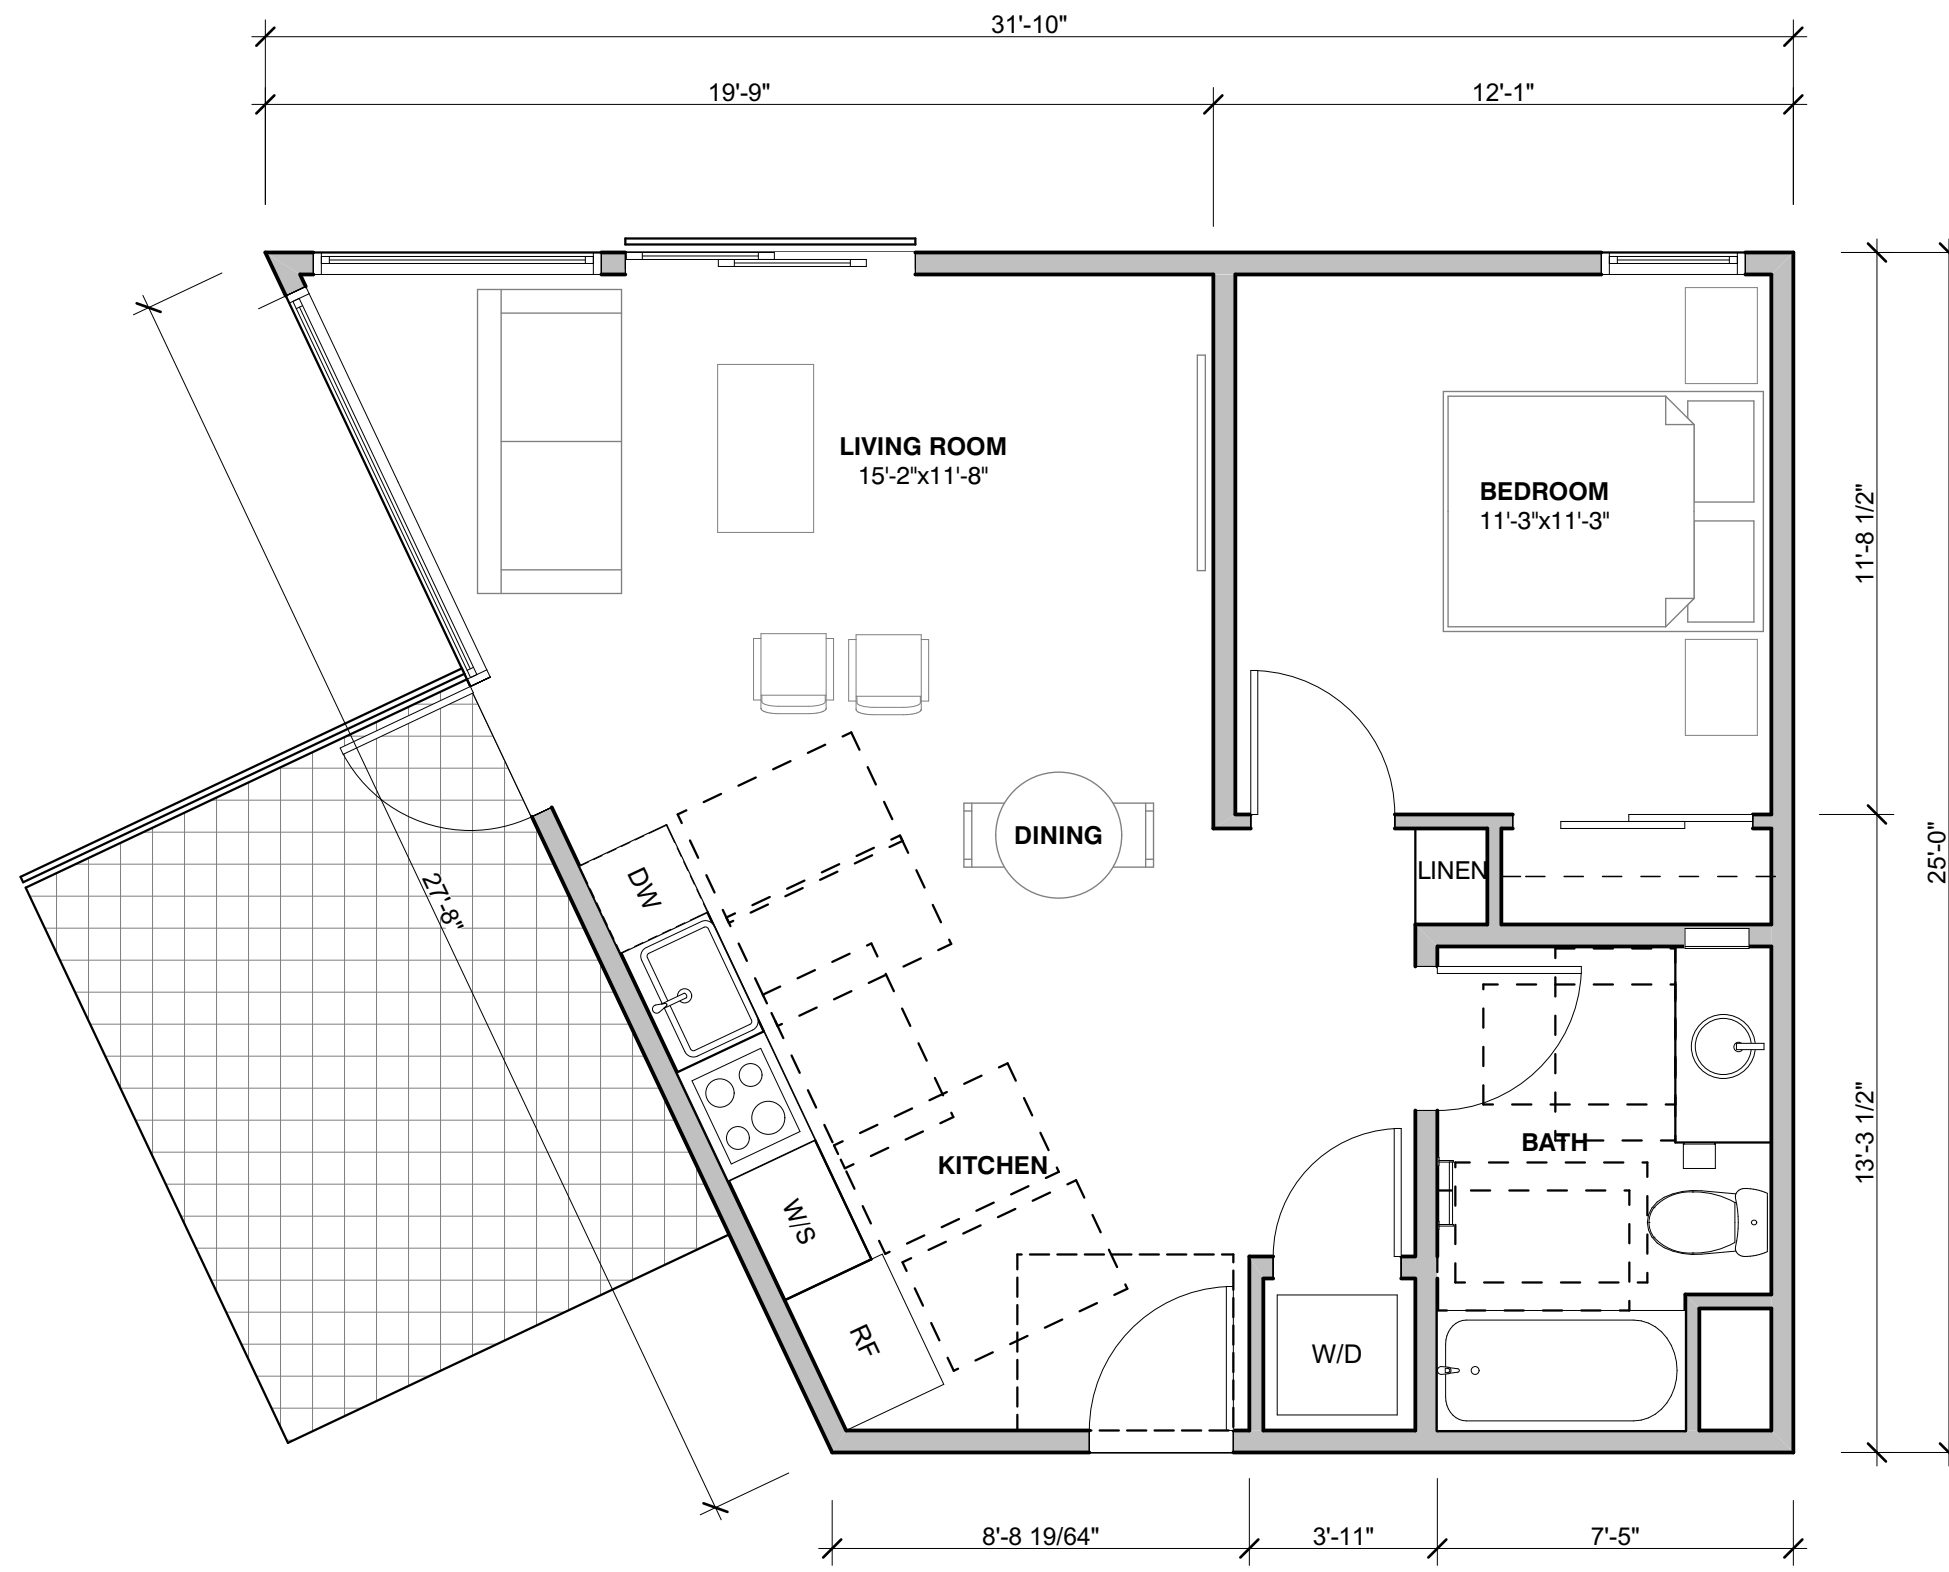 31'-10"
19'-9"
12'-1"
LIVING ROOM
15'-2"x11'-8"
BEDROOM
11'-3"x11'-3"
11'-8 1/2"
25'-0"
DINING
LINEN
DW
27'-8"
13'-3 1/2"
BATH
KITCHEN
W/S
RF
W/D
8'-8 19/64"
3'-11"
7'-5"